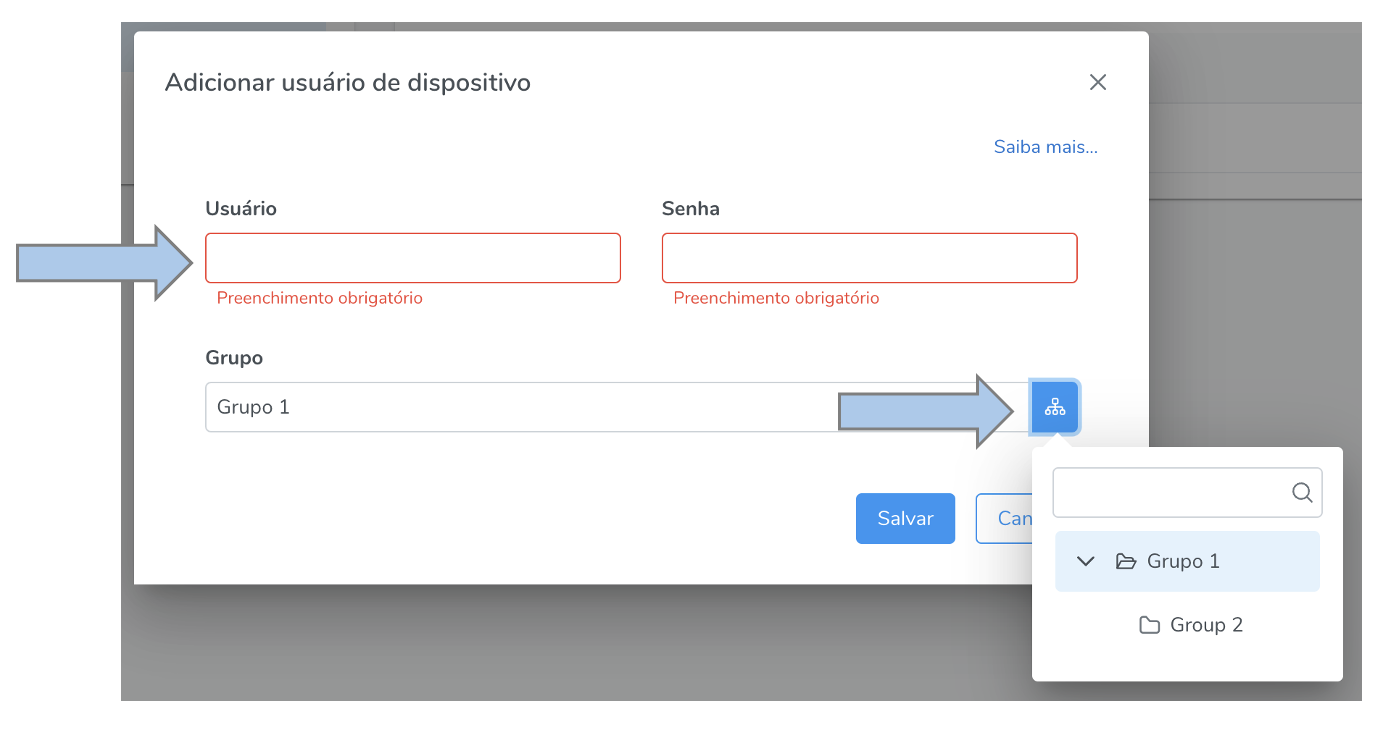 Adicionar usuário de dispositivo
Saiba mais...
Usuário
Senha
Preenchimento obrigatório
Preenchimento obrigatório
Grupo
Grupo 1
Salvar
Can
Grupo 1
Group 2